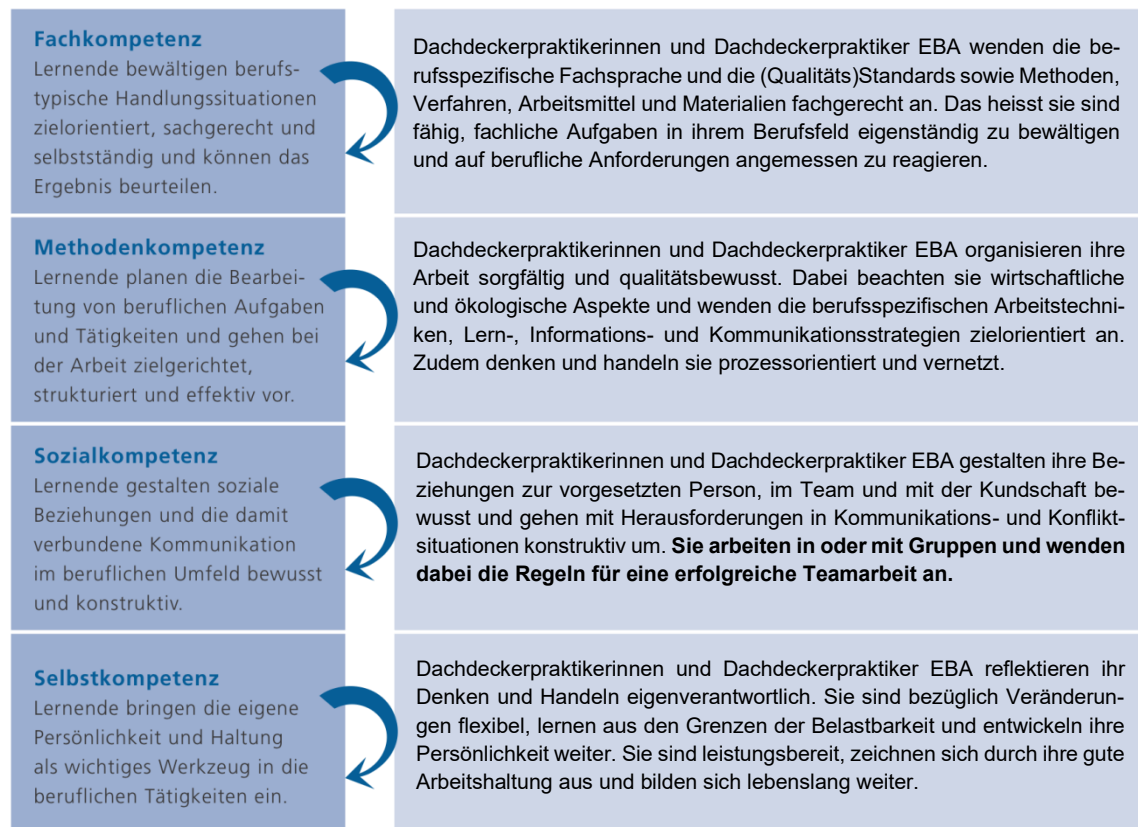 Fachkompetenz
Lernende bewältigen berufs-
typische Handlungssituationen
zielorientiert, sachgerecht und
selbstständig und können das
Ergebnis beurteilen.
Dachdeckerpraktikerinnen und Dachdeckerpraktiker EBA wenden die be-
rufsspezifische Fachsprache und die (Qualitäts)Standards sowie Methoden,
Verfahren, Arbeitsmittel und Materialien fachgerecht an. Das heisst sie sind
fähig, fachliche Aufgaben in ihrem Berufsfeld eigenständig zu bewältigen
und auf berufliche Anforderungen angemessen zu reagieren.
Methodenkompetenz
Lernende planen die Bearbei-
tung von beruflichen Aufgaben
und Tätigkeiten und gehen bei
der Arbeit zielgerichtet,
strukturiert und effektiv vor.
Dachdeckerpraktikerinnen und Dachdeckerpraktiker EBA organisieren ihre
Arbeit sorgfältig und qualitätsbewusst. Dabei beachten sie wirtschaftliche
und ökologische Aspekte und wenden die berufsspezifischen Arbeitstechni-
ken, Lern-, Informations- und Kommunikationsstrategien zielorientiert an.
Zudem denken und handeln sie prozessorientiert und vernetzt.
Sozialkompetenz
Lernende gestalten soziale
Beziehungen und die damit
verbundene Kommunikation
im beruflichen Umfeld bewusst
und konstruktiv.
Dachdeckerpraktikerinnen und Dachdeckerpraktiker EBA gestalten ihre Be-
ziehungen zur vorgesetzten Person, im Team und mit der Kundschaft be-
wusst und gehen mit Herausforderungen in Kommunikations- und Konflikt-
situationen konstruktiv um. Sie arbeiten in oder mit Gruppen und wenden
dabei die Regeln für eine erfolgreiche Teamarbeit an.
Selbstkompetenz
Lernende bringen die eigene
Persönlichkeit und Haltung
als wichtiges Werkzeug in die
beruflichen Tätigkeiten ein.
Dachdeckerpraktikerinnen und Dachdeckerpraktiker EBA reflektieren ihr
Denken und Handeln eigenverantwortlich. Sie sind bezüglich Veränderun-
gen flexibel, lernen aus den Grenzen der Belastbarkeit und entwickeln ihre
Persönlichkeit weiter. Sie sind leistungsbereit, zeichnen sich durch ihre gute
Arbeitshaltung aus und bilden sich lebenslang weiter.